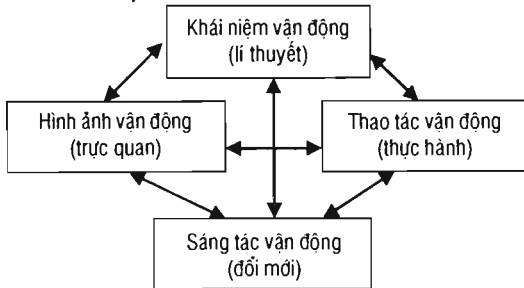 Khái niệm vận động
(lí thuyết)
Hình ảnh vận động
(trực quan)
Thao tác vận động
(thực hành)
Sáng tác vận động
(đổi mới)